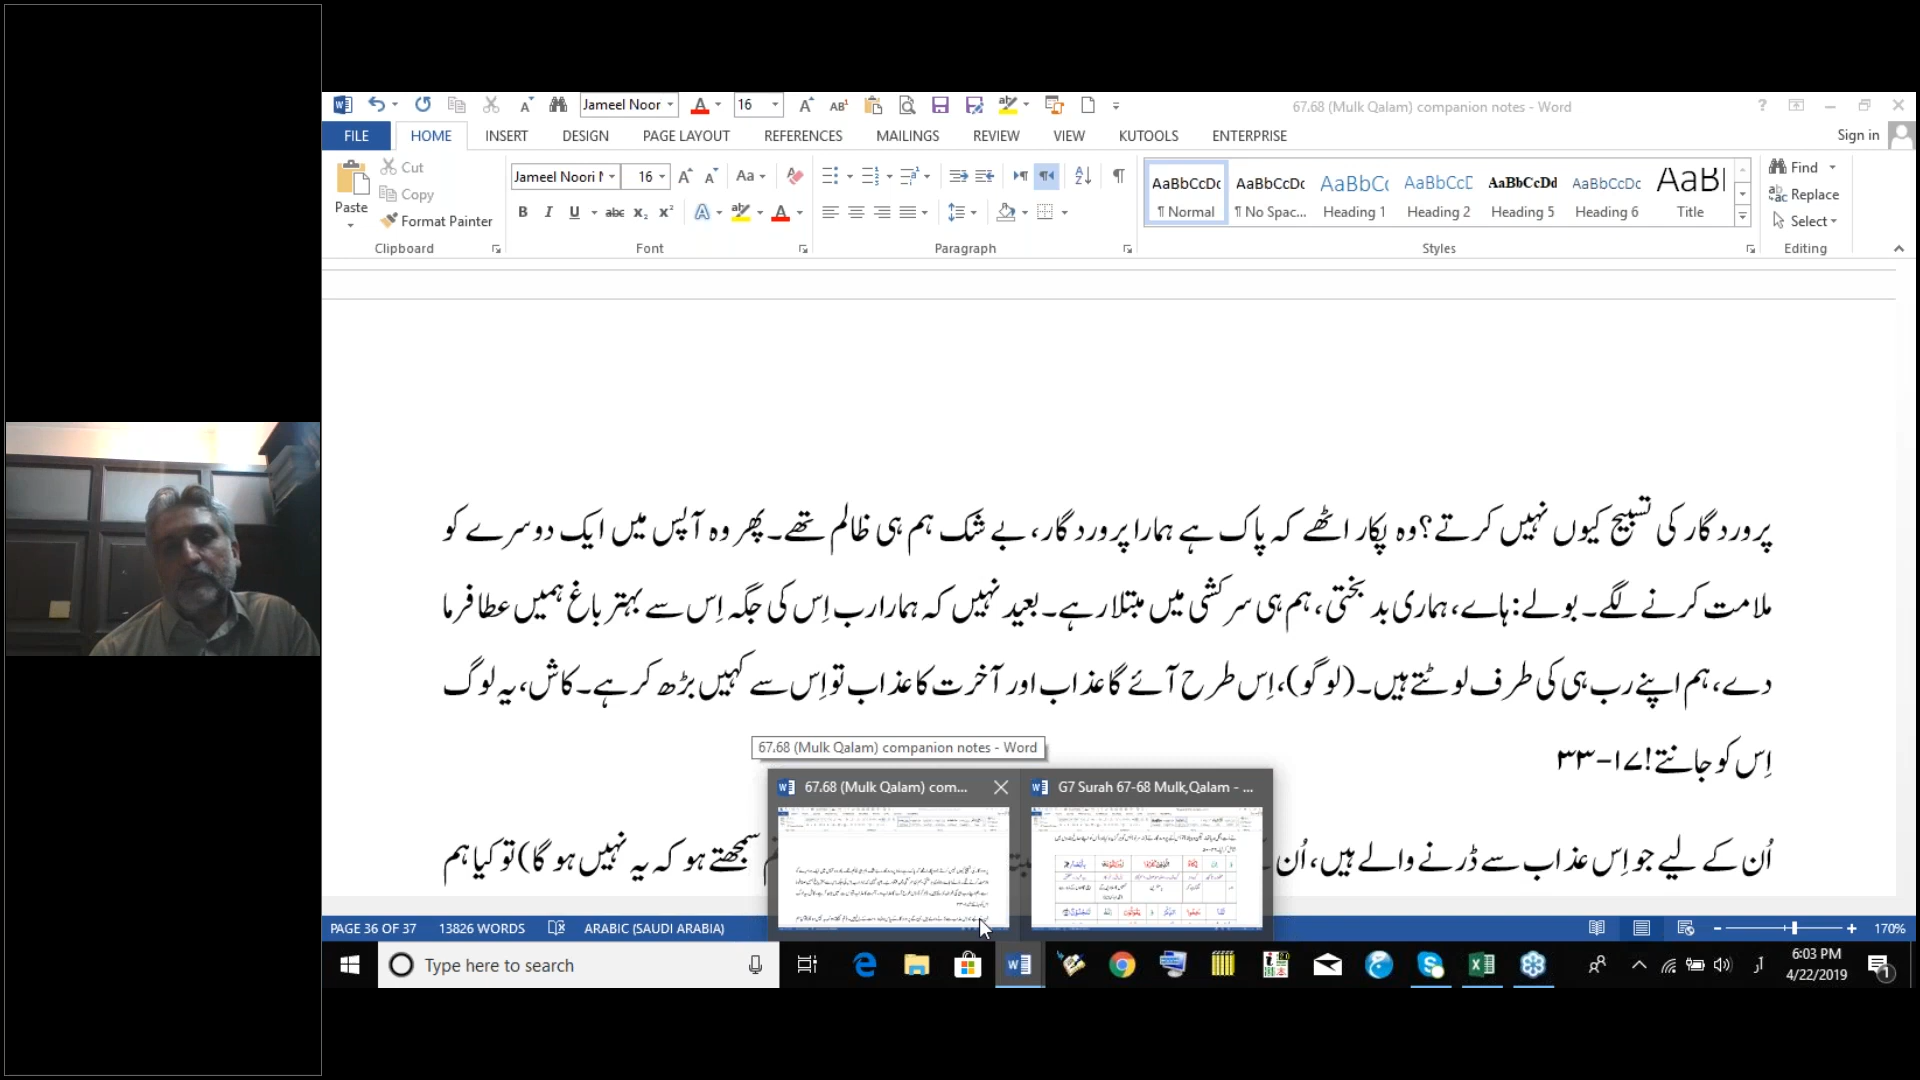 Jameel Noor
16
67.68 (Mulk Qalam) companion notes - Word
FILE HOME INSERT DESIGN PAGE LAYOUT REFERENCES MAILINGS REVIEW VIEW KUTOOLS ENTERPRISE
Sign in
Paste
Cut
Copy
Format Painter
Jameel Noori 16
Clipboard Font Paragraph Styles Editing
AaBbCcDc AaBbCcDc AaBbCc AaBbCcD AaBbCcDd AaBbCcDc AaBl
¶ Normal ¶ No Spac... Heading 1 Heading 2 Heading 5 Heading 6 Title
Find
Replace
Select
پروردگار کی تسبیح کیوں نہیں کرتے؟ وہ پکار اٹھے کہ پاک ہے ہمارا پروردگار، بے شک ہم ہی ظالم تھے۔ پھر وہ آپس میں ایک دوسرے کو
ملامت کرنے لگے۔ بولے: ہاے، ہماری بدبختی، ہم ہی سرکشی میں مبتلا رہے۔ بعید نہیں کہ ہمارا رب اِس کی جگہ اِس سے بہتر باغ ہمیں عطا فرما
دے، ہم اپنے رب ہی کی طرف لوٹتے ہیں۔ (لوگو)، اِس طرح آئے گا عذاب اور آخرت کا عذاب تو اِس سے کہیں بڑھ کر ہے۔ کاش، یہ لوگ
اِس کو جانتے! ۱۷-۳۳
اُن کے لیے جو اِس عذاب سے ڈرنے والے ہیں، اُن
سمجھتے ہو کہ یہ نہیں ہو گا) تو کیا ہم
67.68 (Mulk Qalam) companion notes - Word
67.68 (Mulk Qalam) com...
G7 Surah 67-68 Mulk,Qalam - ...
PAGE 36 OF 37 13826 WORDS ARABIC (SAUDI ARABIA)
170%
Type here to search
6:03 PM
4/22/2019